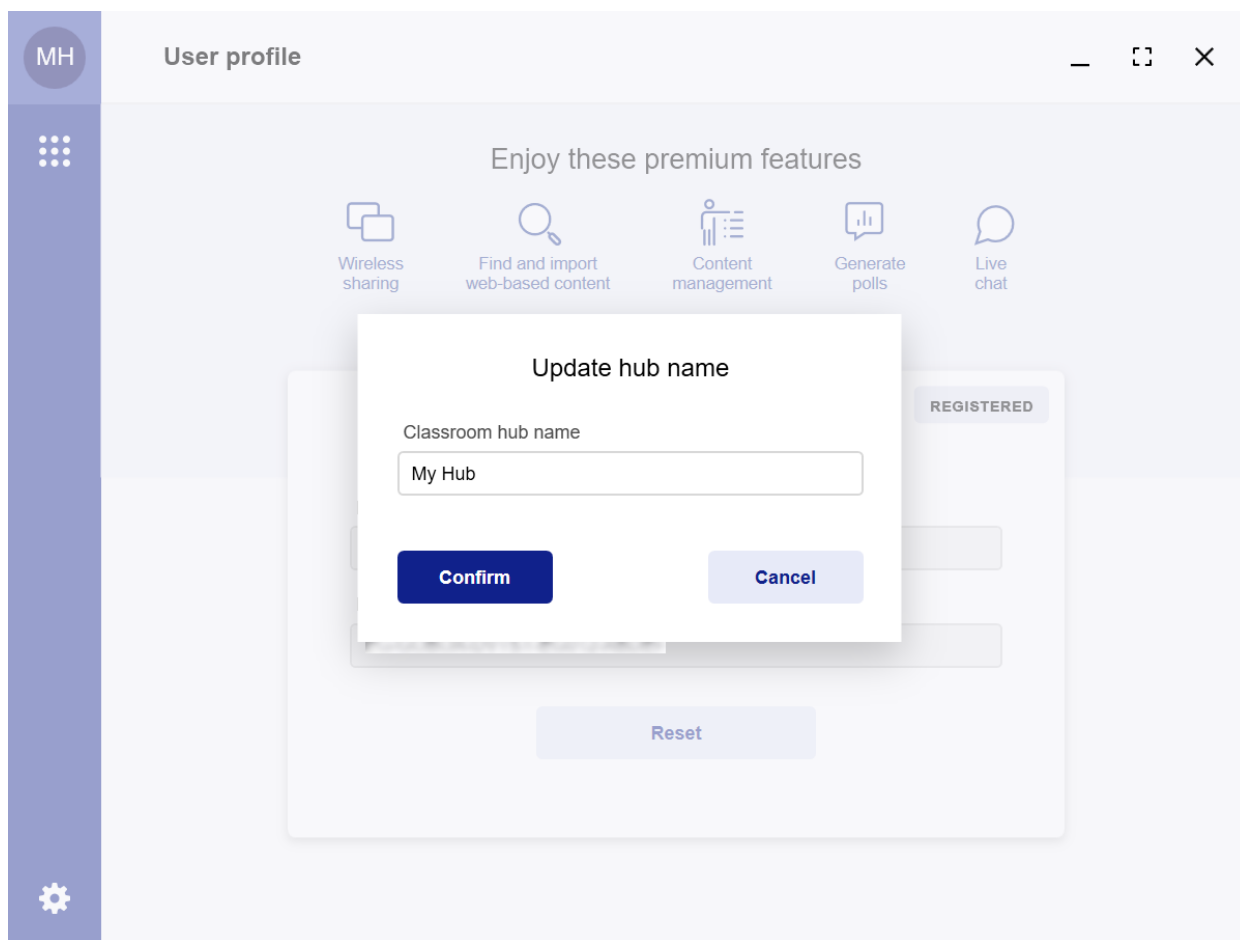 MH
User profile
Enjoy these premium features
Wireless
sharing
Find and import
web-based content
Content
management
Generate
polls
Live
chat
REGISTERED
Update hub name
Classroom hub name
My Hub
Confirm
Cancel
Reset